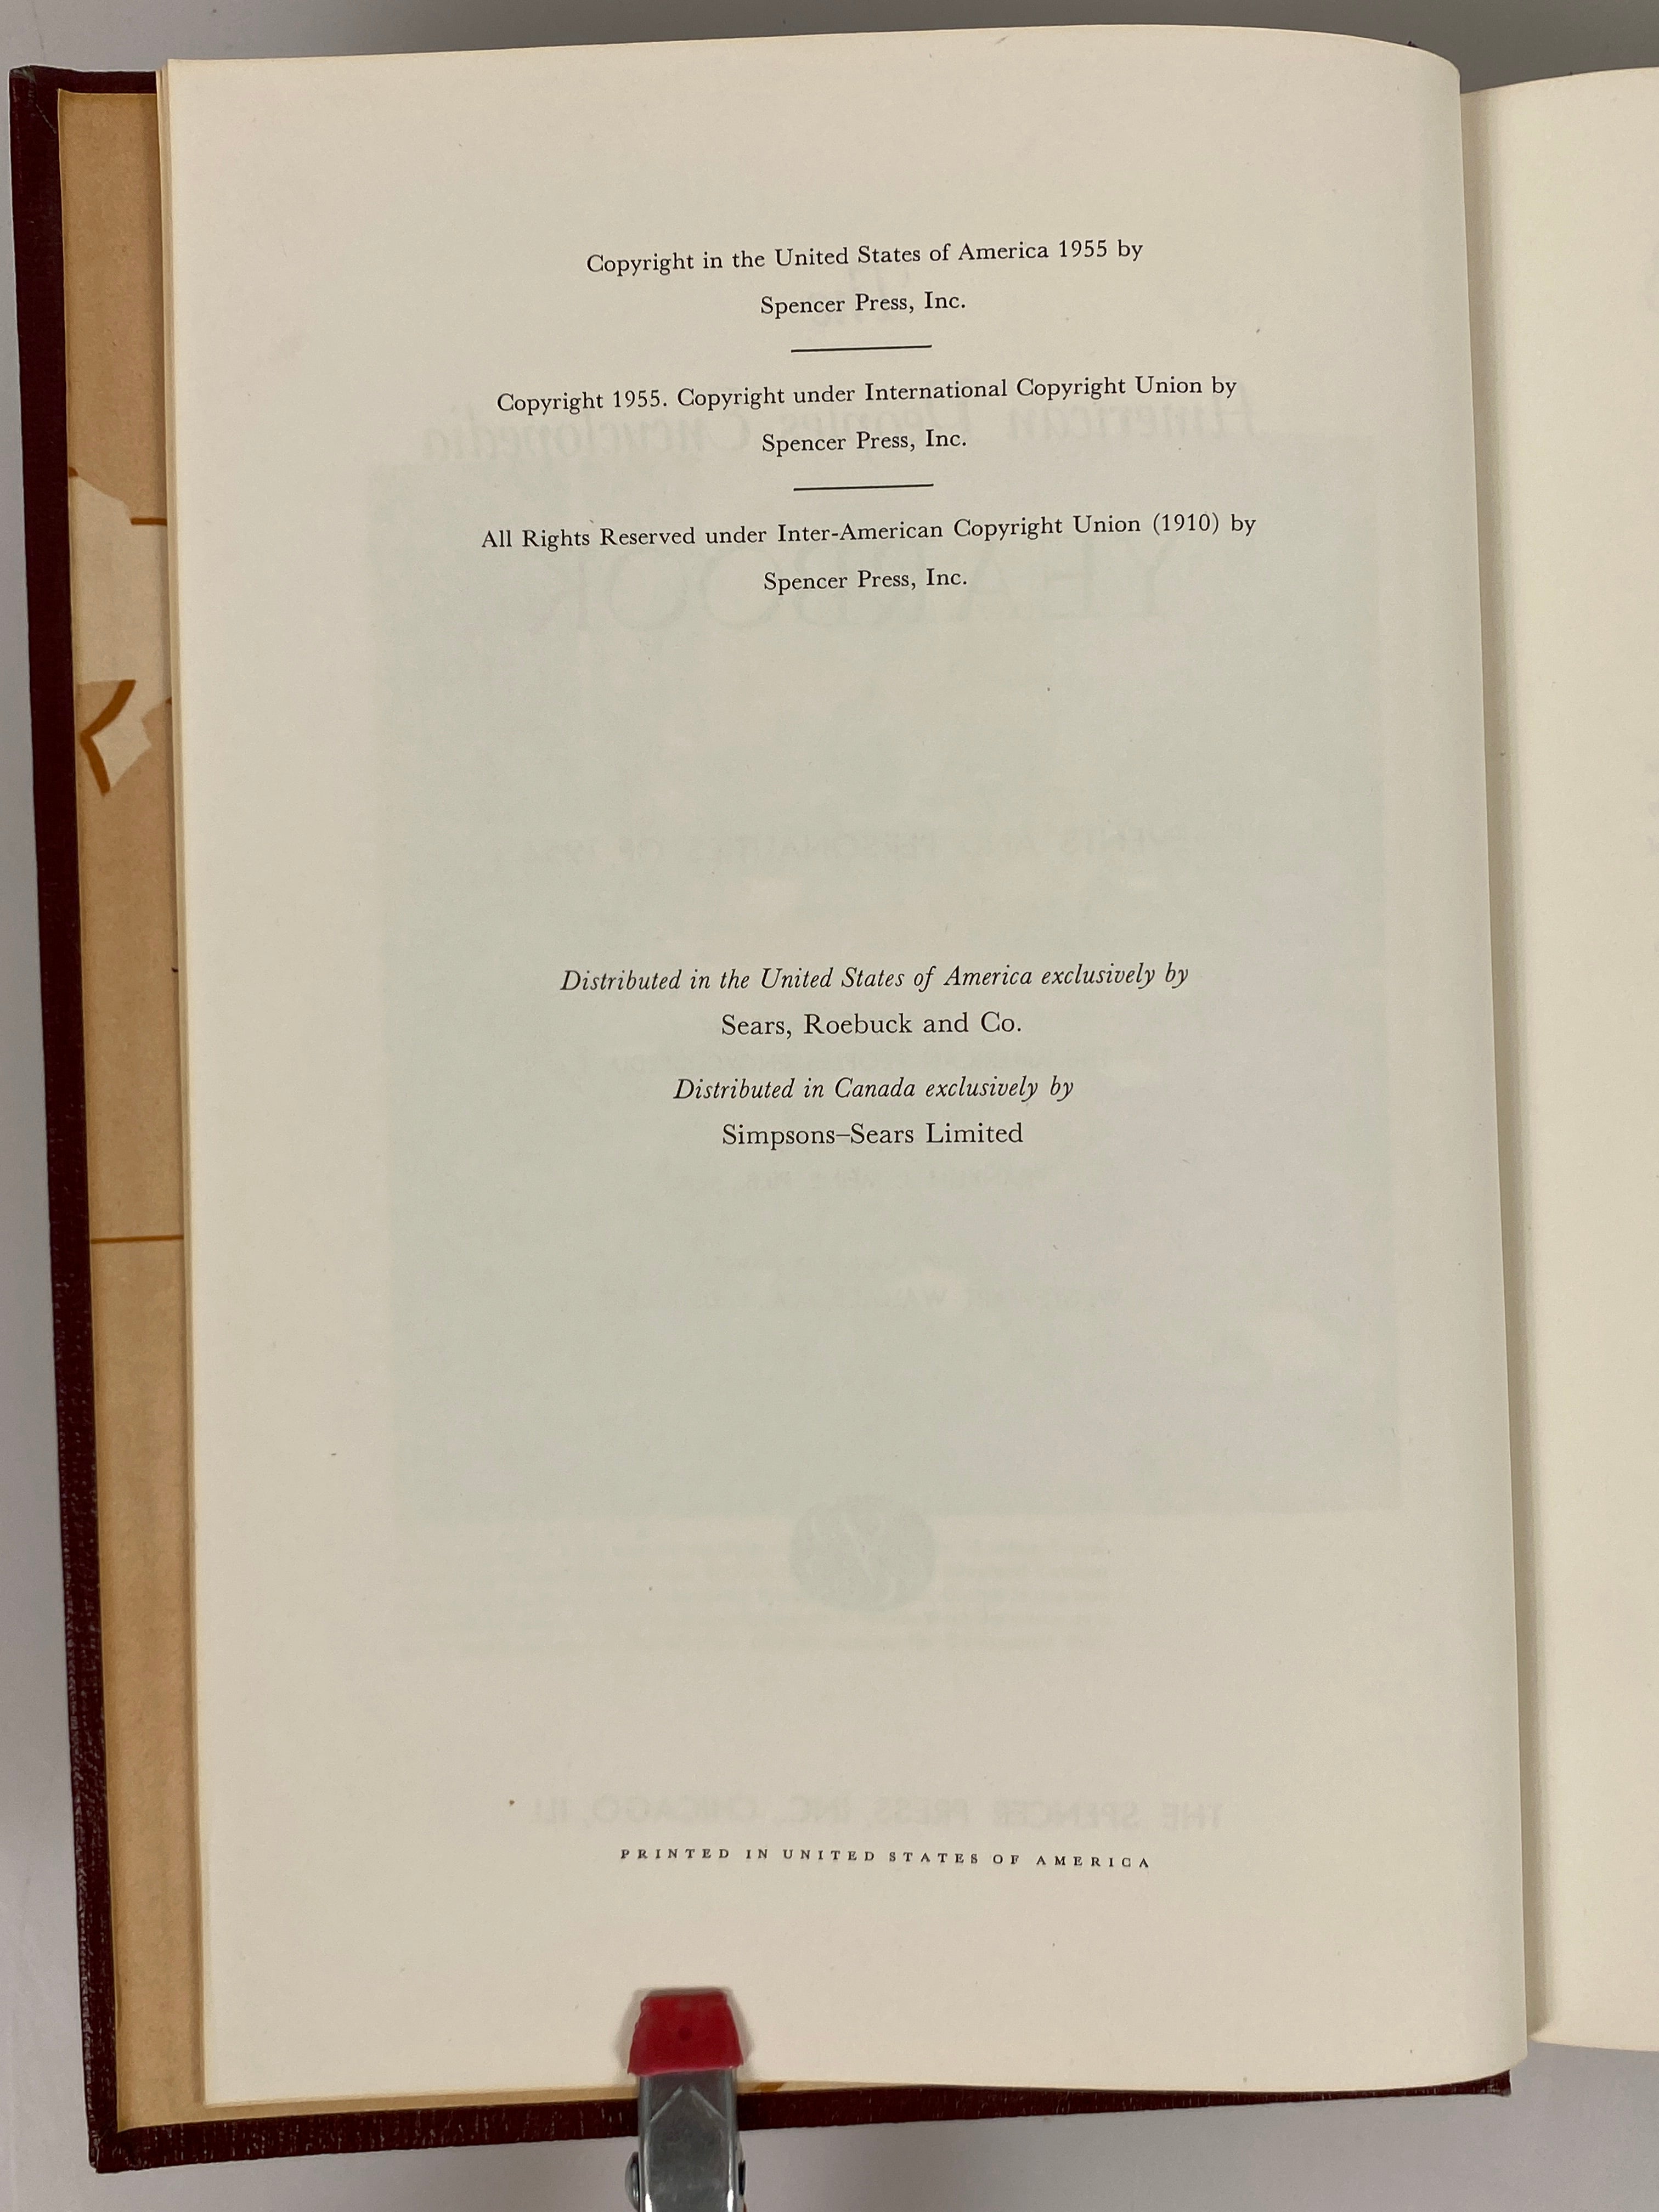 Copyright in the United States of America 1955 by
Spencer Press, Inc.
Copyright 1955. Copyright under International Copyright Union by
Spencer Press, Inc.
All Rights Reserved under Inter-American Copyright Union (1910) by
Spencer Press, Inc.
Distributed in the United States of America exclusively by
Sears, Roebuck and Co.
Distributed in Canada exclusively by
Simpsons–Sears Limited
PRINTED IN UNITED STATES OF AMERICA